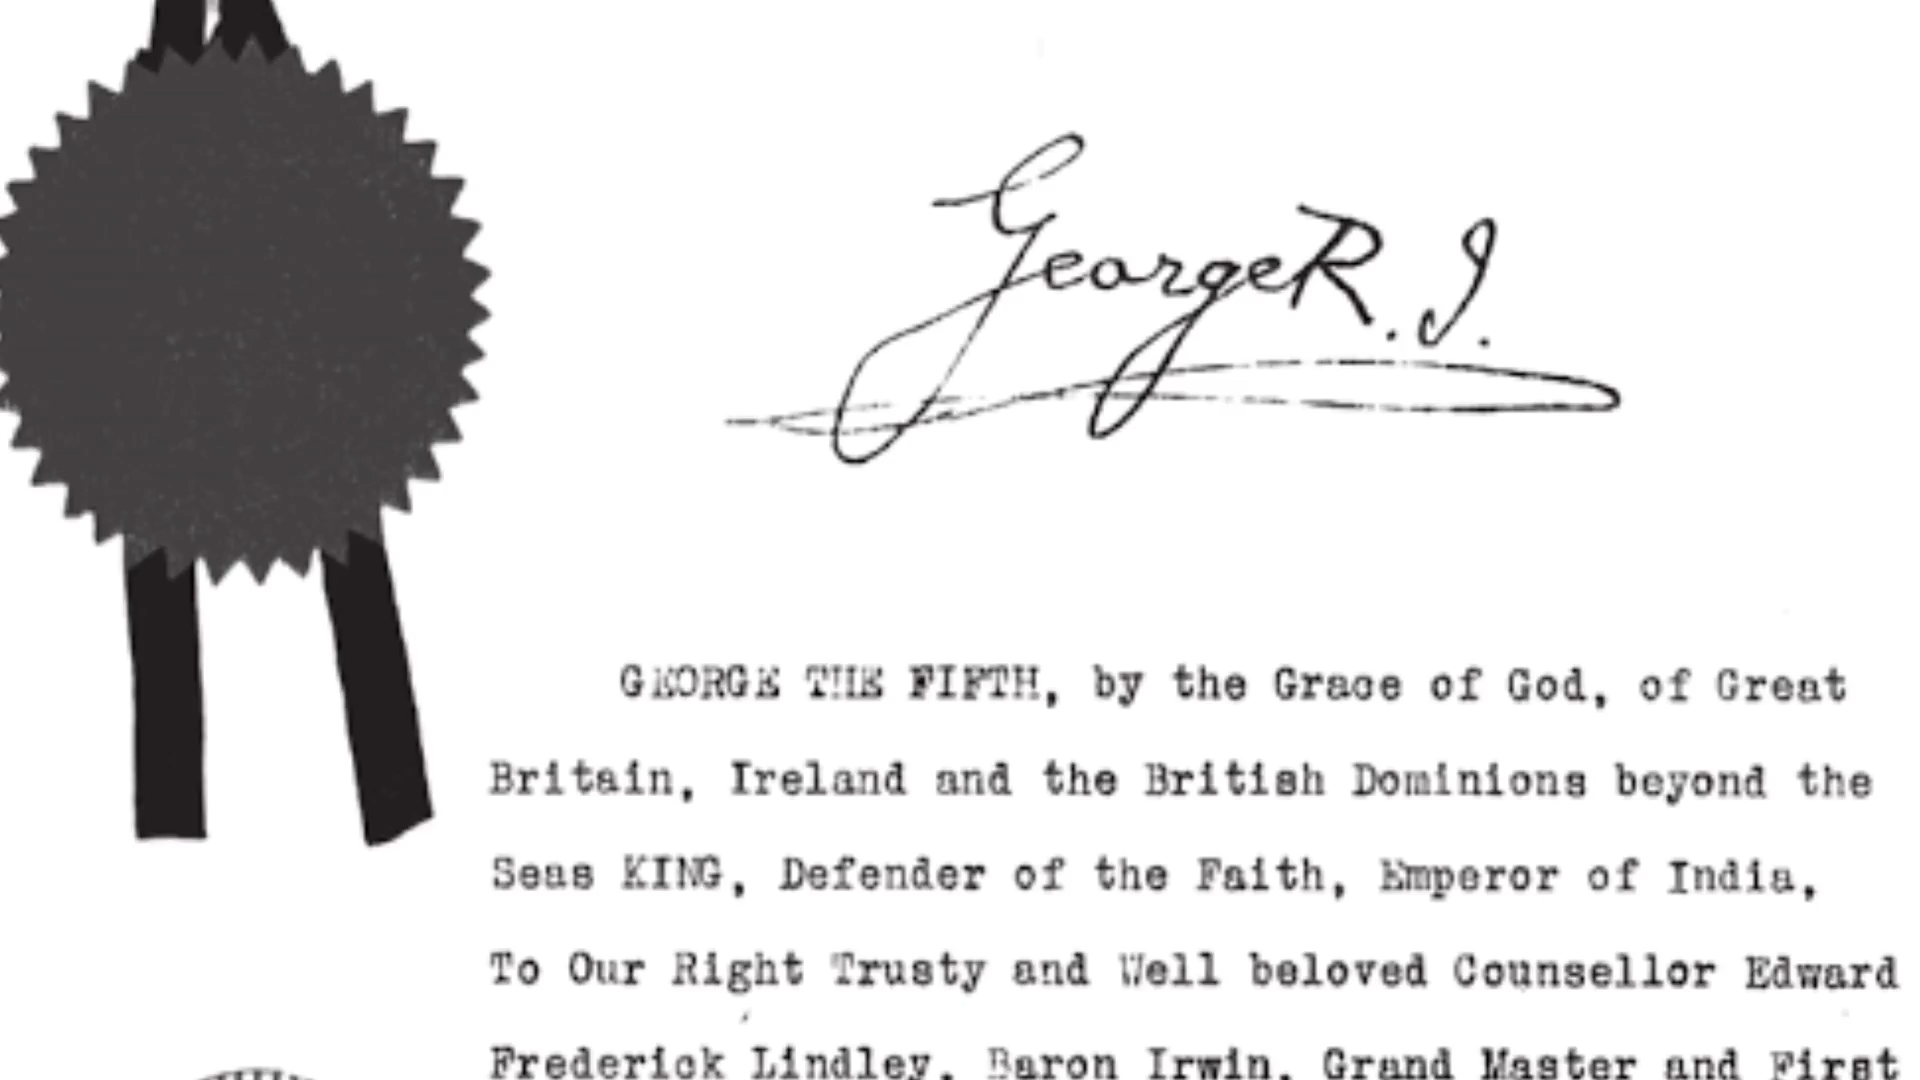 George R. I.
GEORGE THE FIFTH, by the Grace of God, of Great
Britain, Ireland and the British Dominions beyond the
Seas KING, Defender of the Faith, Emperor of India,
To Our Right Trusty and Well beloved Counsellor Edward
Frederick Lindley, Baron Irwin, Grand Master and First